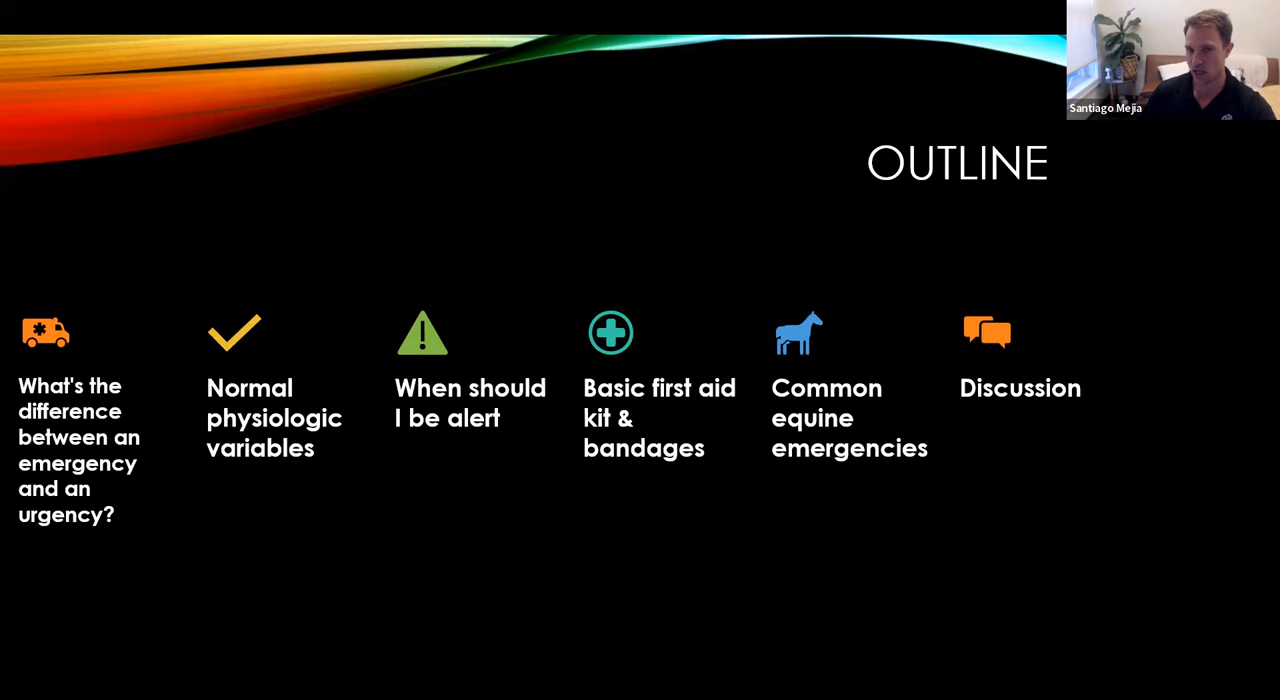 Santiago Mejia
OUTLINE
What's the
difference
between an
emergency
and an
urgency?
Normal
physiologic
variables
When should
I be alert
Basic first aid
kit &
bandages
Common
equine
emergencies
Discussion